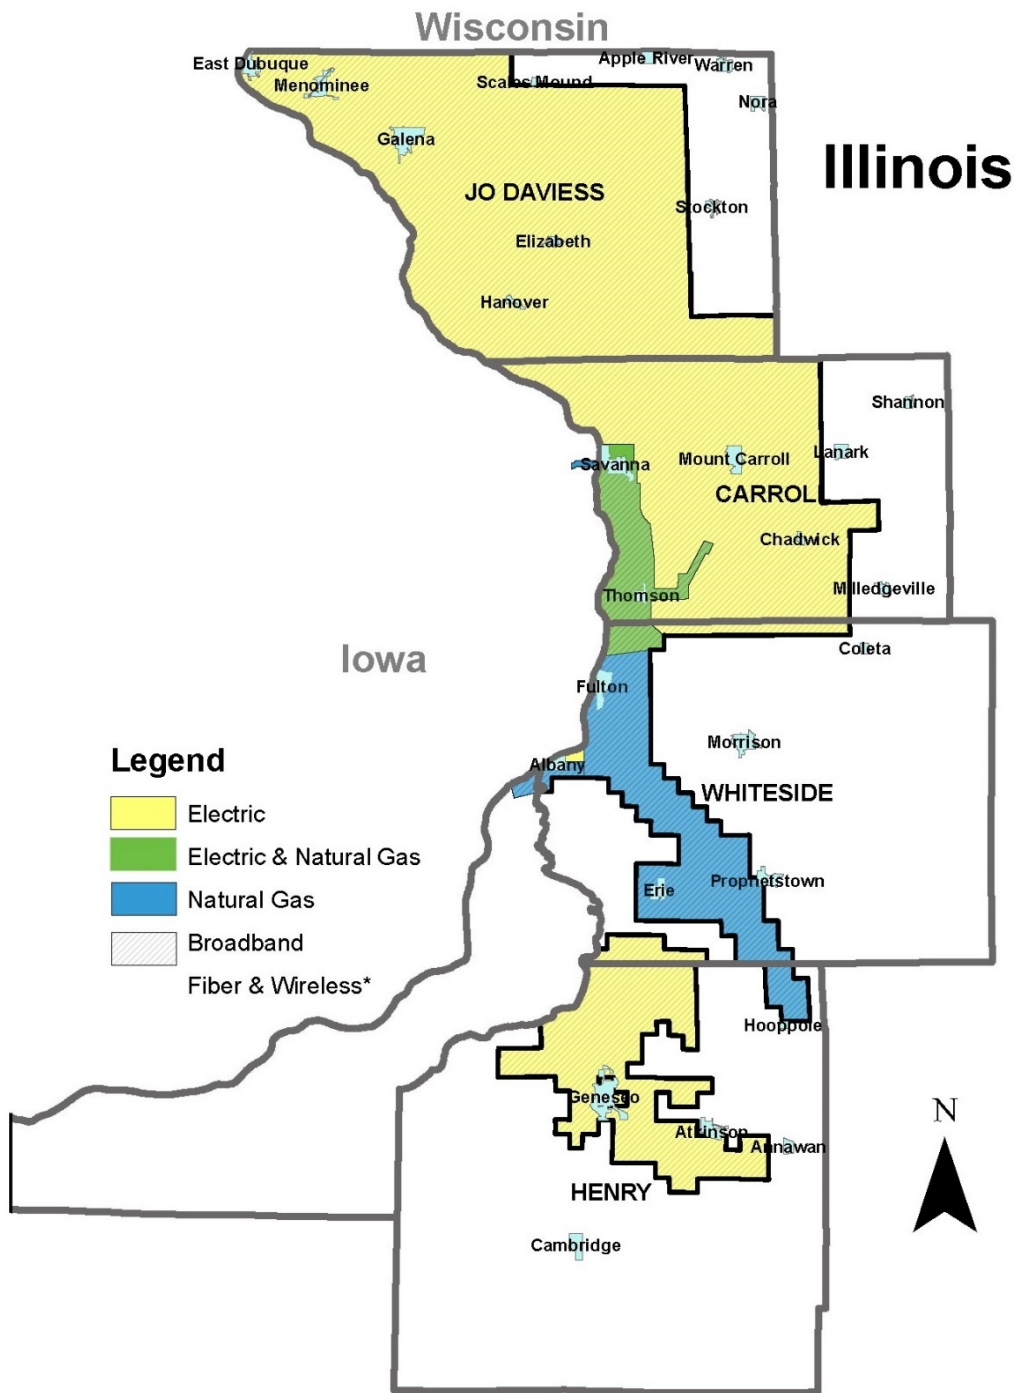 Wisconsin
East Dubuque
Menominee
Scales Mound
Apple River
Warren
Nora
Galena
Illinois
JO DAVIESS
Stockton
Elizabeth
Hanover
Shannon
Savanna
Mount Carroll
Lanark
CARROL
Chadwick
Thomson
Milledgeville
Iowa
Coleta
Fulton
Morrison
Albany
WHITESIDE
Legend
Electric
Electric & Natural Gas
Natural Gas
Broadband
Fiber & Wireless*
Erie
Prophetstown
Hooppole
Geneseo
Atkinson
Annawan
N
HENRY
Cambridge